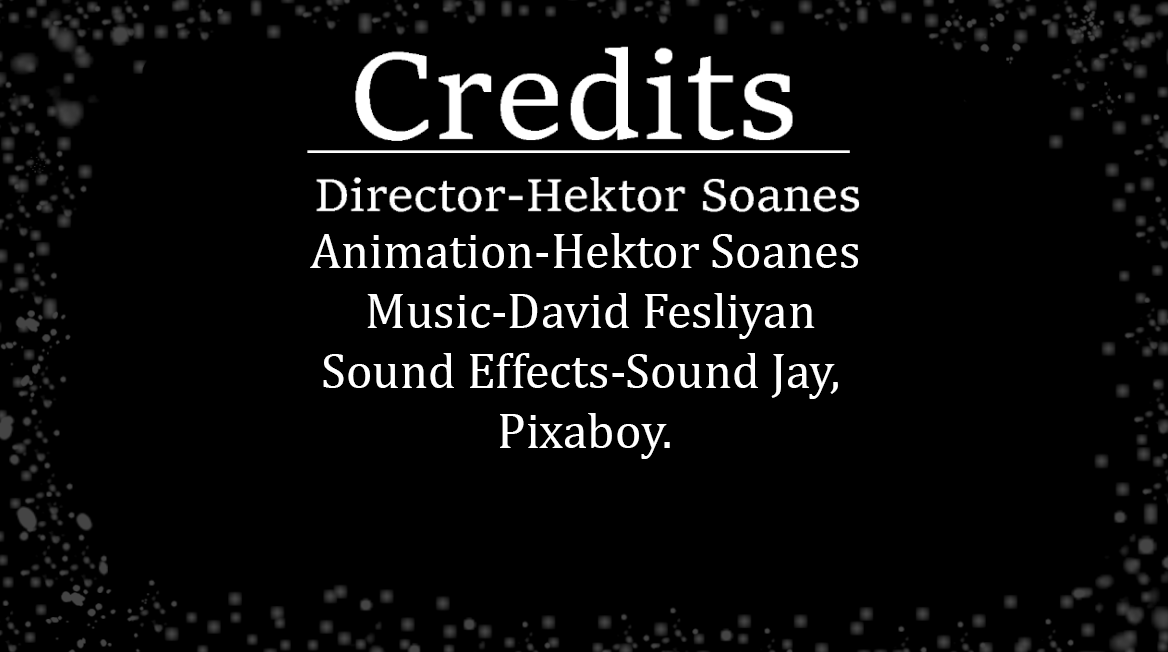 Credits
Director-Hektor Soanes
Animation-Hektor Soanes
Music-David Fesliyan
Sound Effects-Sound Jay,
Pixaboy.